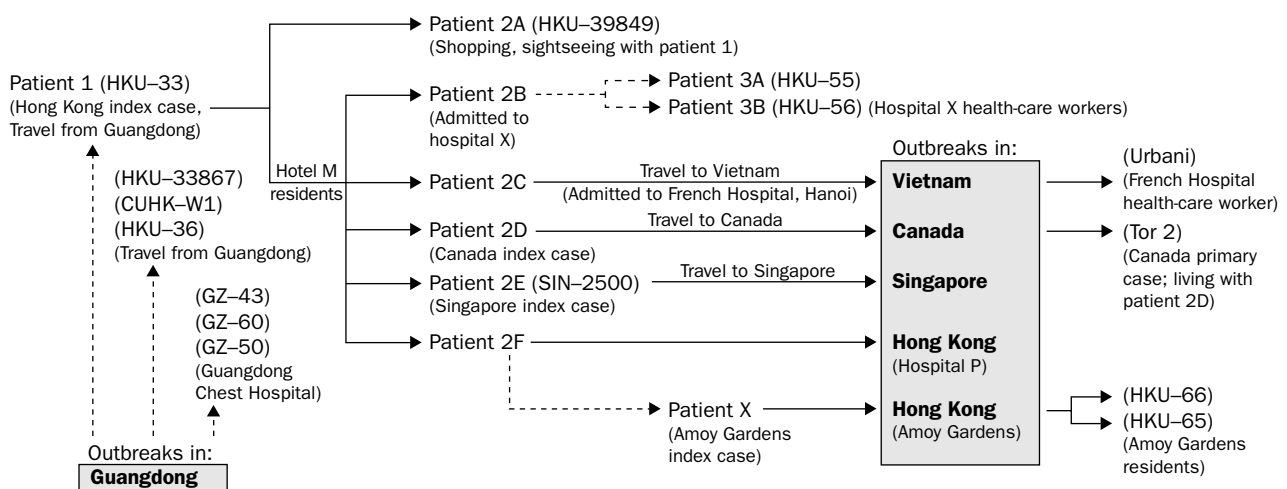 Patient 2A (HKU–39849)
(Shopping, sightseeing with patient 1)
Patient 1 (HKU–33)
(Hong Kong index case,
Travel from Guangdong)
Patient 2B
(Admitted to
hospital X)
Patient 3A (HKU–55)
Patient 3B (HKU–56) (Hospital X health-care workers)
Hotel M
residents
(HKU–33867)
(CUHK–W1)
(HKU–36)
(Travel from Guangdong)
(GZ–43)
(GZ–60)
(GZ–50)
(Guangdong
Chest Hospital)
Outbreaks in:
Guangdong
Patient 2C
Travel to Vietnam
(Admitted to French Hospital, Hanoi)
Patient 2D
(Canada index case)
Travel to Canada
Patient 2E (SIN–2500)
(Singapore index case)
Travel to Singapore
Patient 2F
Patient X
(Amoy Gardens
index case)
Outbreaks in:
Vietnam
Canada
Singapore
Hong Kong
(Hospital P)
Hong Kong
(Amoy Gardens)
(Urbani)
(French Hospital
health-care worker)
(Tor 2)
(Canada primary
case; living with
patient 2D)
(HKU–66)
(HKU–65)
(Amoy Gardens
residents)